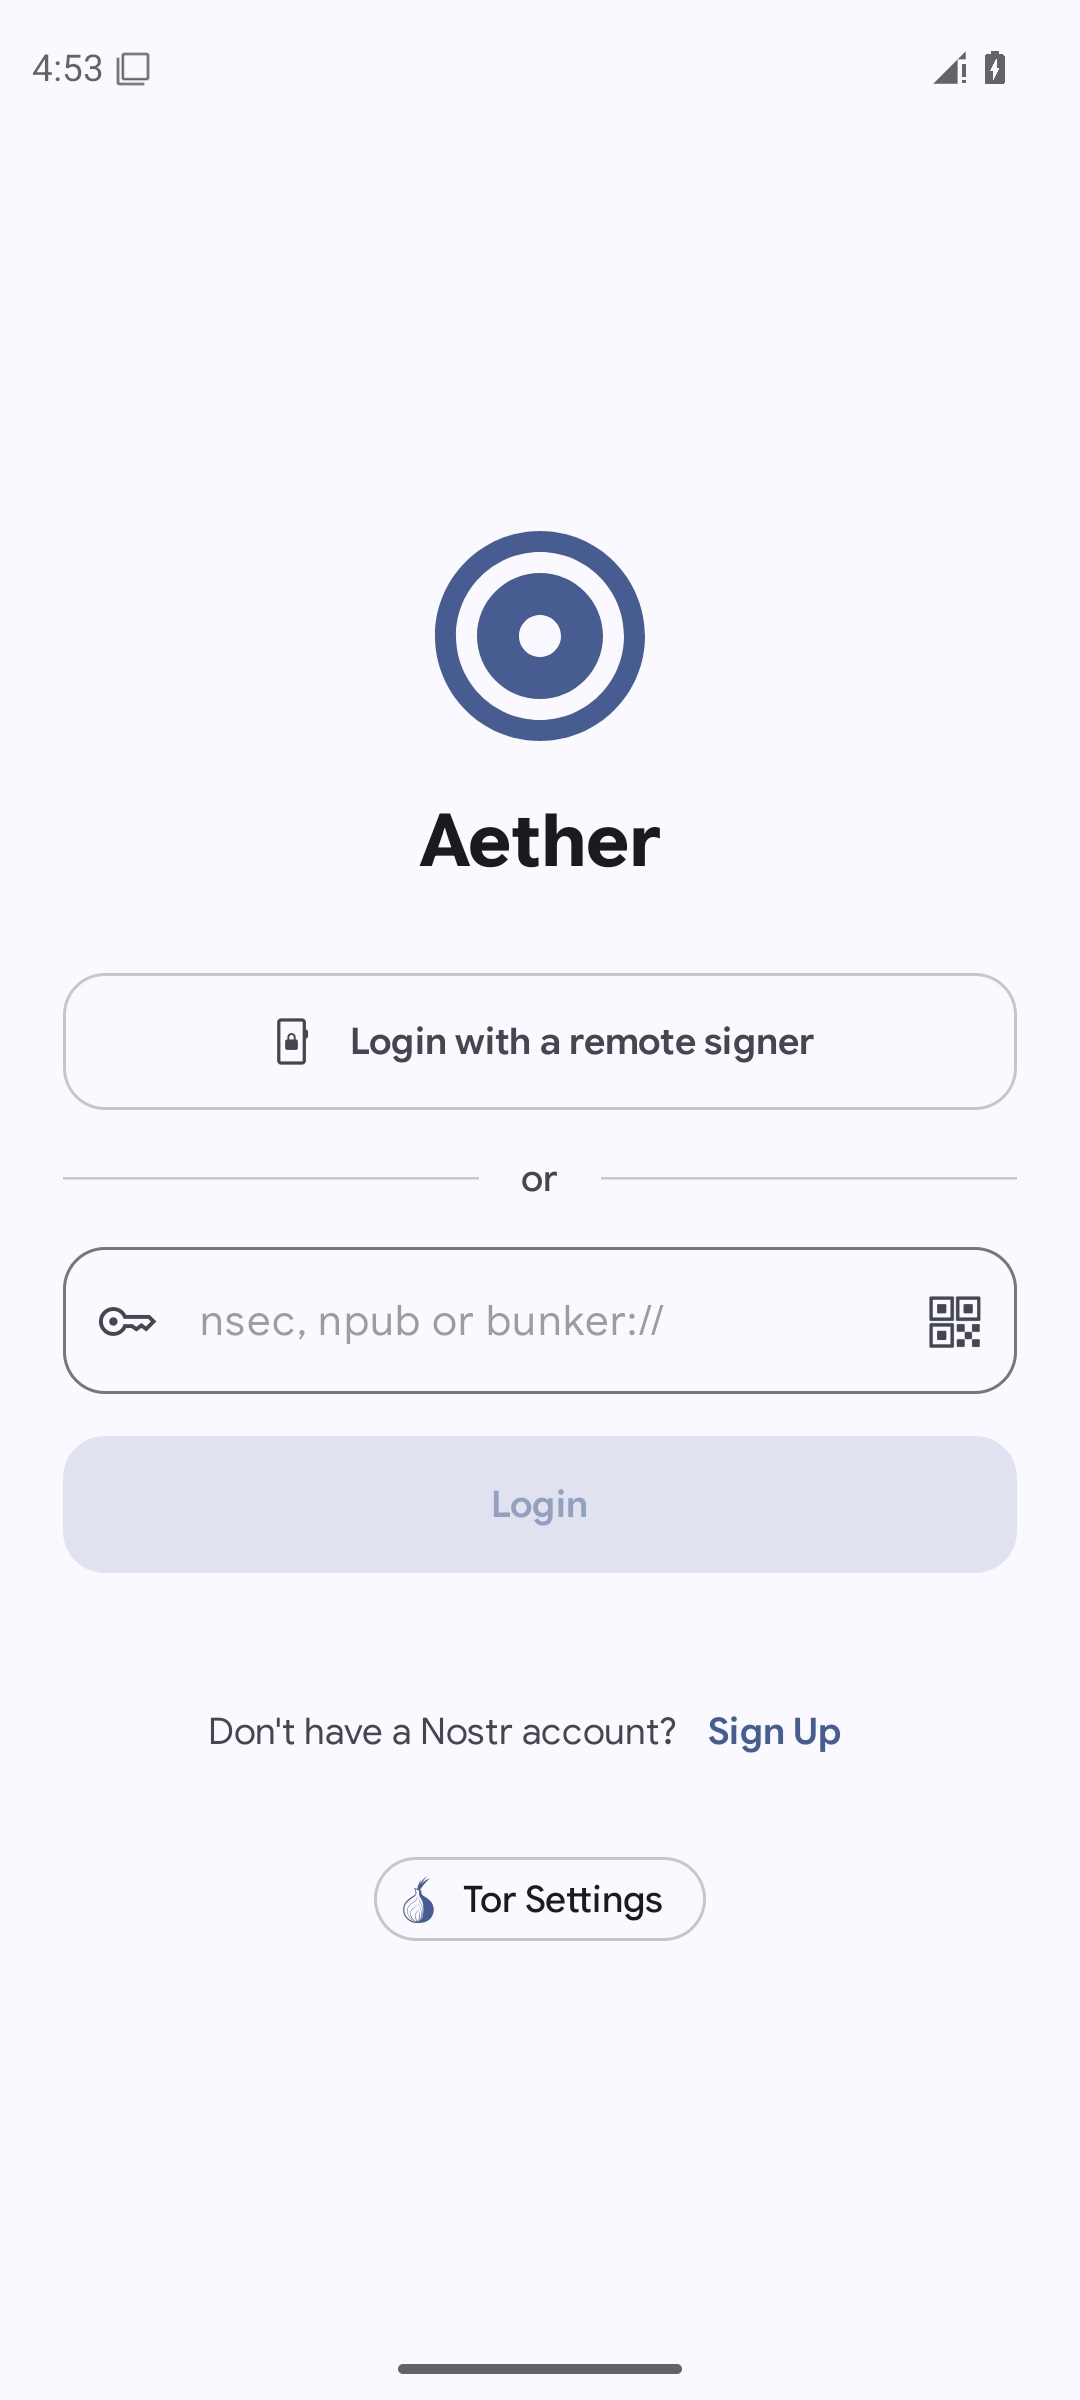 4:53
Aether
Login with a remote signer
or
nsec, npub or bunker://
Login
Don't have a Nostr account? Sign Up
Tor Settings